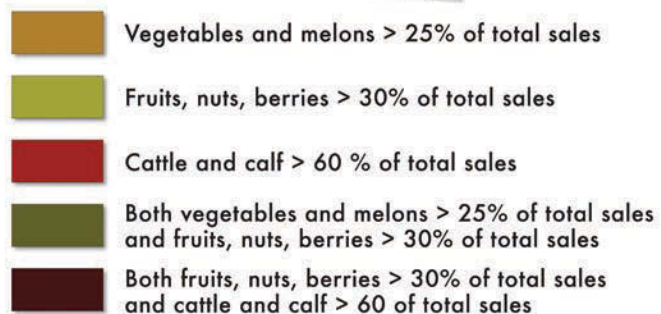 Vegetables and melons > 25% of total sales
Fruits, nuts, berries > 30% of total sales
Cattle and calf > 60 % of total sales
Both vegetables and melons > 25% of total sales
and fruits, nuts, berries > 30% of total sales
Both fruits, nuts, berries > 30% of total sales
and cattle and calf > 60 of total sales